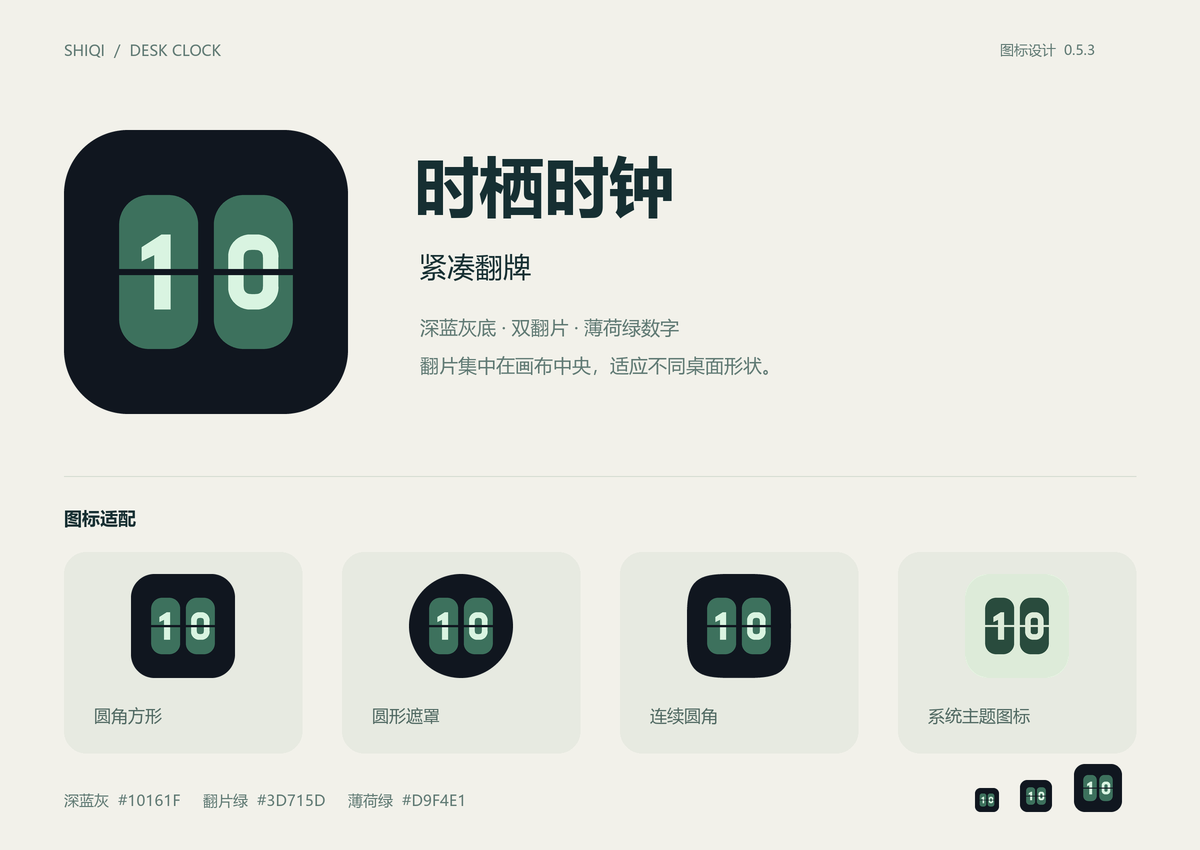 SHIQI / DESK CLOCK
图标设计 0.5.3
10
时栖时钟
紧凑翻牌
深蓝灰底 · 双翻片 · 薄荷绿数字
翻片集中在画布中央，适应不同桌面形状。
图标适配
10
10
10
10
圆角方形
圆形遮罩
连续圆角
系统主题图标
深蓝灰 #10161F 翻片绿 #3D715D 薄荷绿 #D9F4E1
10
10
10